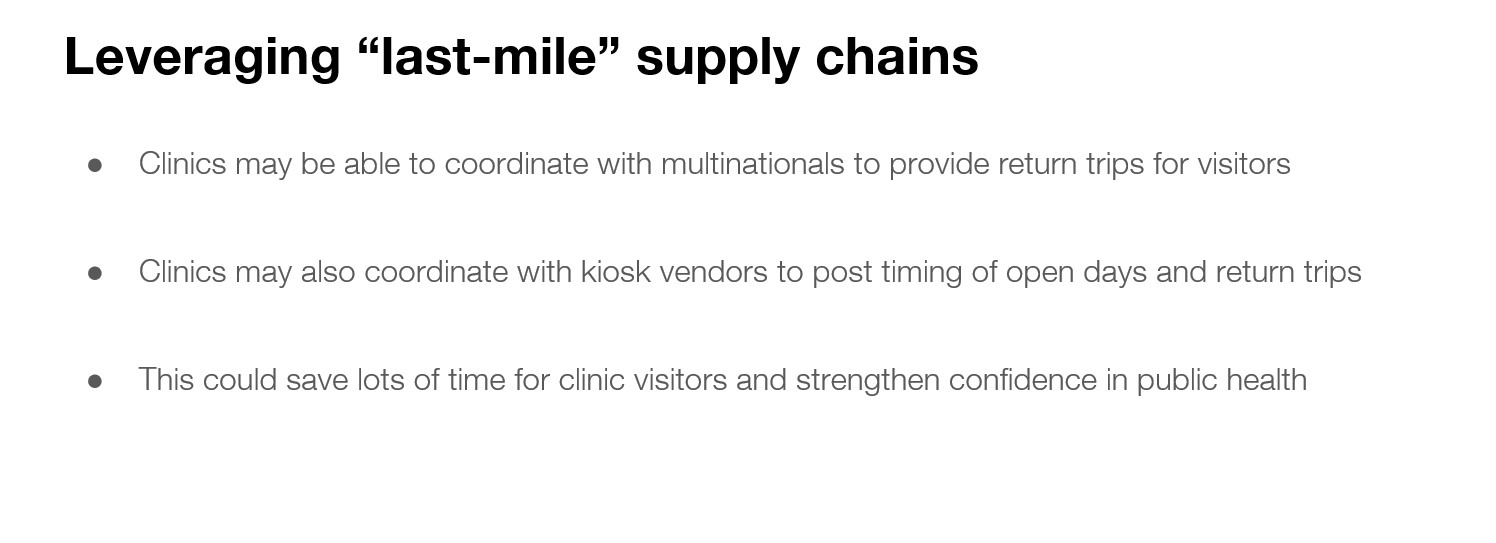 Leveraging “last-mile” supply chains
● Clinics may be able to coordinate with multinationals to provide return trips for visitors
● Clinics may also coordinate with kiosk vendors to post timing of open days and return trips
● This could save lots of time for clinic visitors and strengthen confidence in public health